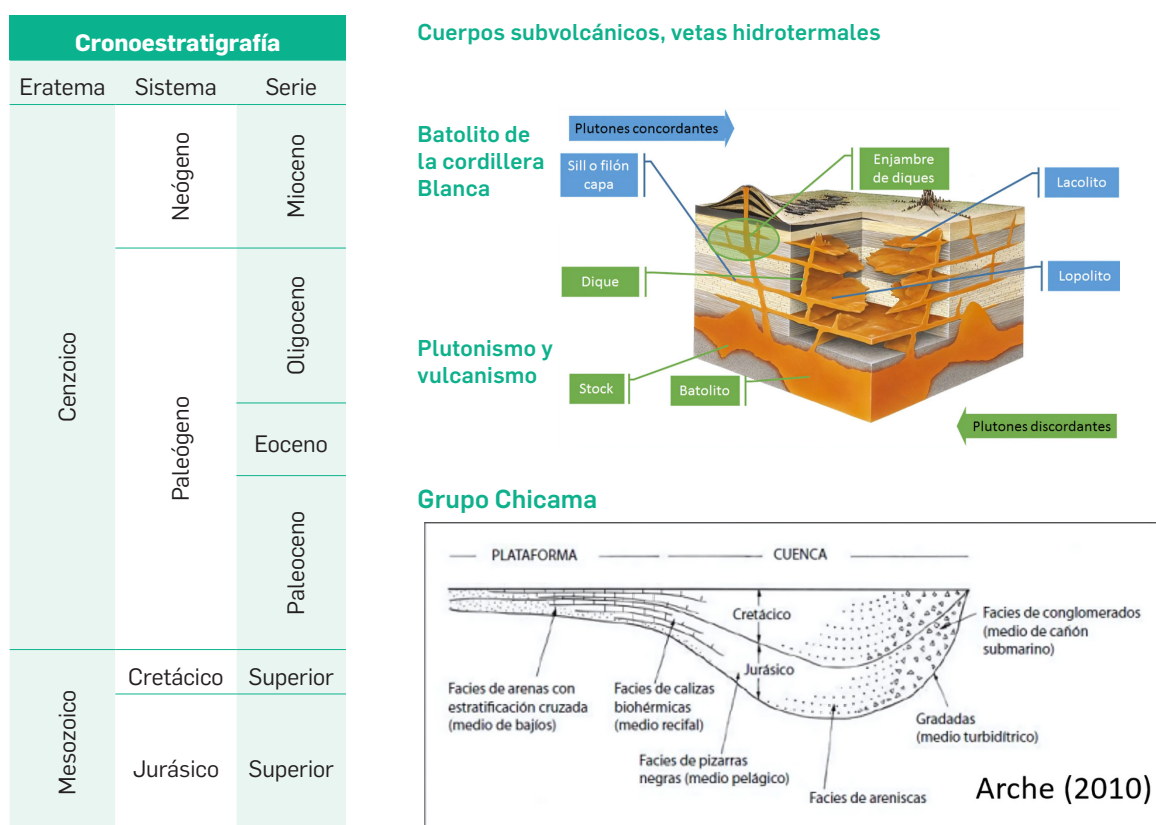 Cronoestratigrafía
Eratema Sistema Serie
Cenzoico
Neógeno
Mioceno
Paleógeno
Oligoceno
Eoceno
Paleoceno
Mesozoico
Cretácico Superior
Jurásico Superior
Cuerpos subvolcánicos, vetas hidrotermales
Batolito de
la cordillera
Blanca
Plutones concordantes
Sill o filón
capa
Enjambre
de diques
Lacolito
Dique
Lopolito
Plutonismo y
vulcanismo
Stock
Batolito
Plutones discordantes
Grupo Chicama
PLATAFORMA
CUENCA
Cretácico
Jurásico
Facies de conglomerados
(medio de cañón
submarino)
Facies de arenas con
estratificación cruzada
(medio de bajíos)
Facies de calizas
biohérmicas
(medio recifal)
Gradadas
(medio turbidítrico)
Facies de pizarras
negras (medio pelágico)
Facies de areniscas
Arche (2010)